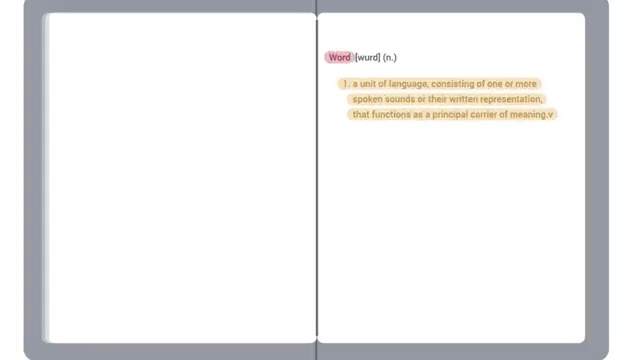 Word [wurd] (n.)
1. a unit of language, consisting of one or more
spoken sounds or their written representation,
that functions as a principal carrier of meaning.v